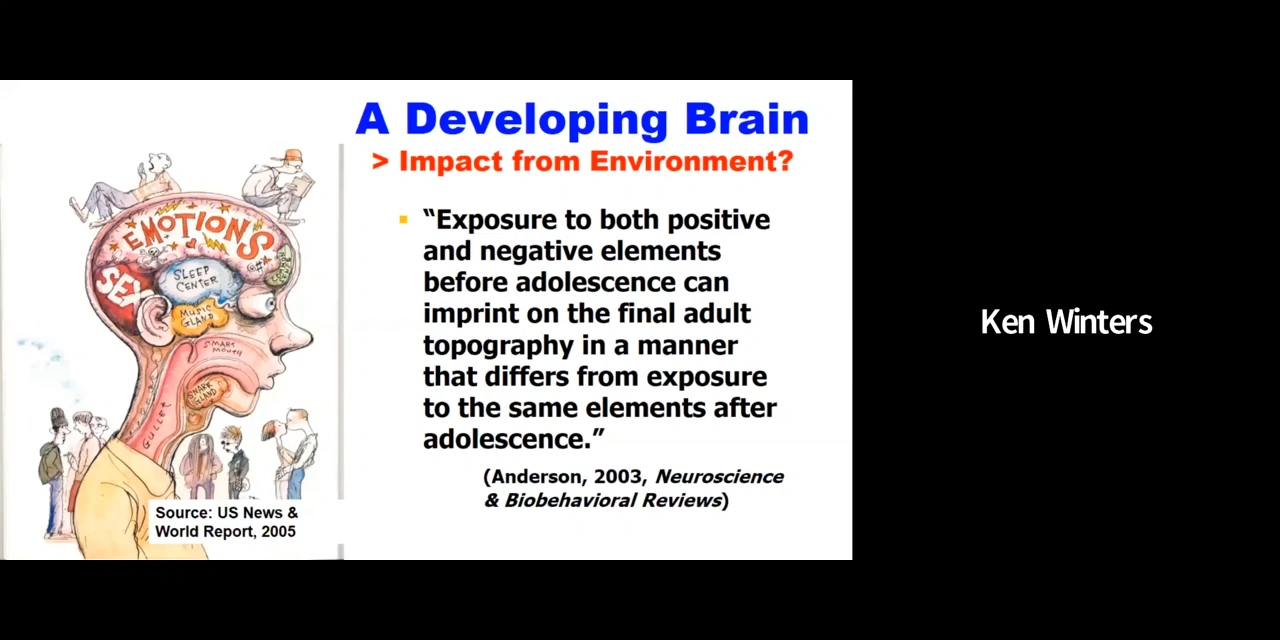 A Developing Brain
> Impact from Environment?
“Exposure to both positive
and negative elements
before adolescence can
imprint on the final adult
topography in a manner
that differs from exposure
to the same elements after
adolescence.”
(Anderson, 2003, Neuroscience
& Biobehavioral Reviews)
EMOTIONS
SEX
SLEEP
CENTER
MUSIC
GLAND
SMART
MOUTH
SNARK
GLAND
GULLET
Source: US News &
World Report, 2005
Ken Winters